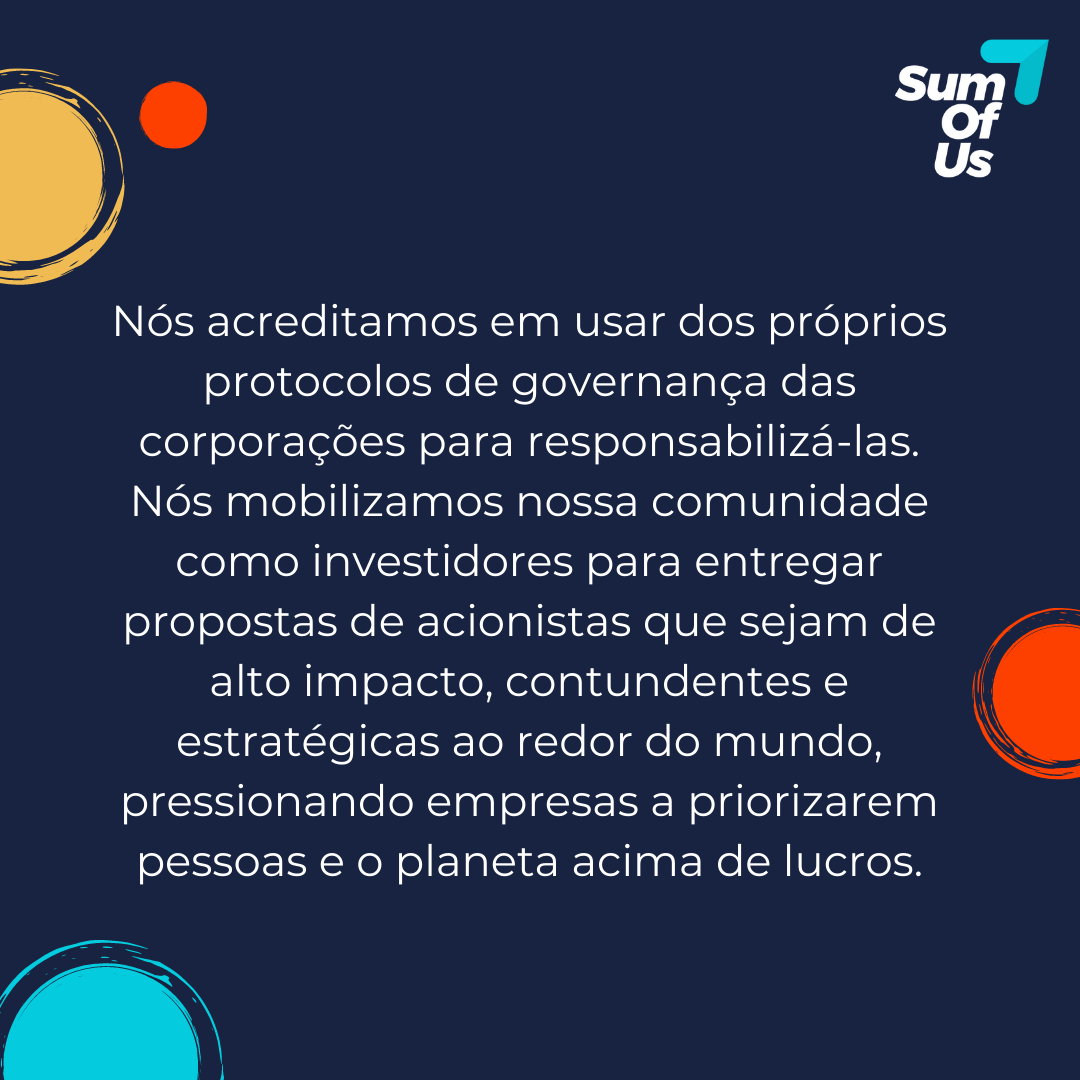 Sum
Of
Us
Nós acreditamos em usar dos próprios
protocolos de governança das
corporações para responsabilizá-las.
Nós mobilizamos nossa comunidade
como investidores para entregar
propostas de acionistas que sejam de
alto impacto, contundentes e
estratégicas ao redor do mundo,
pressionando empresas a priorizarem
pessoas e o planeta acima de lucros.